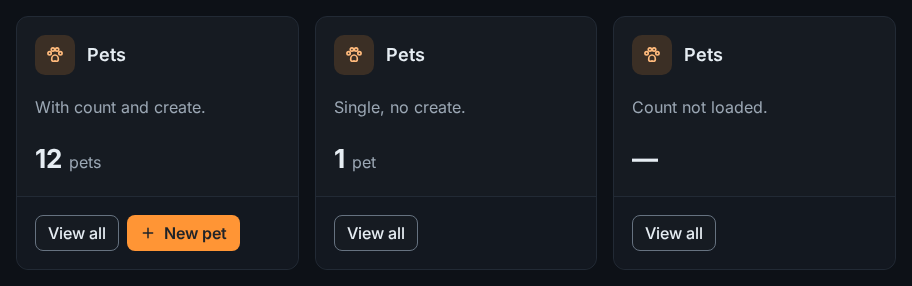 Pets
With count and create.
12 pets
View all
+ New pet
Pets
Single, no create.
1 pet
View all
Pets
Count not loaded.
—
View all